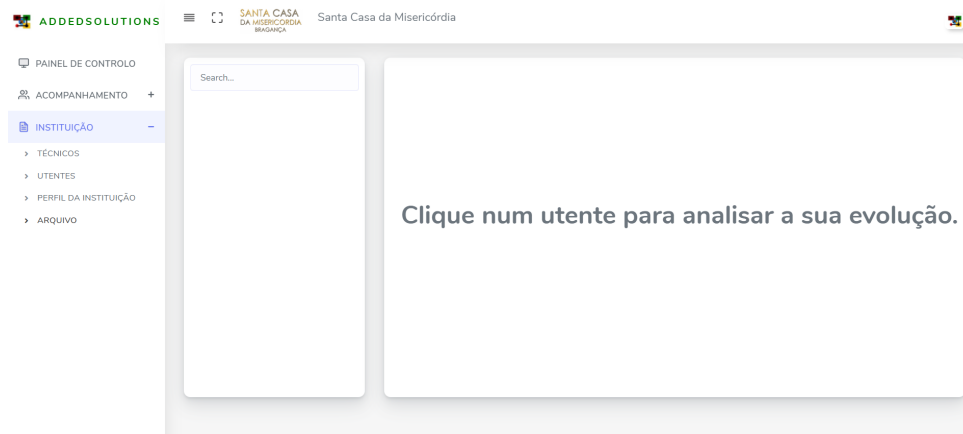 ADDEDSOLUTIONS
SANTA CASA
DA MISERICÓRDIA
BRAGANÇA
Santa Casa da Misericórdia
PAINEL DE CONTROLO
ACOMPANHAMENTO +
INSTITUIÇÃO −
> TÉCNICOS
> UTENTES
> PERFIL DA INSTITUIÇÃO
> ARQUIVO
Search...
Clique num utente para analisar a sua evolução.